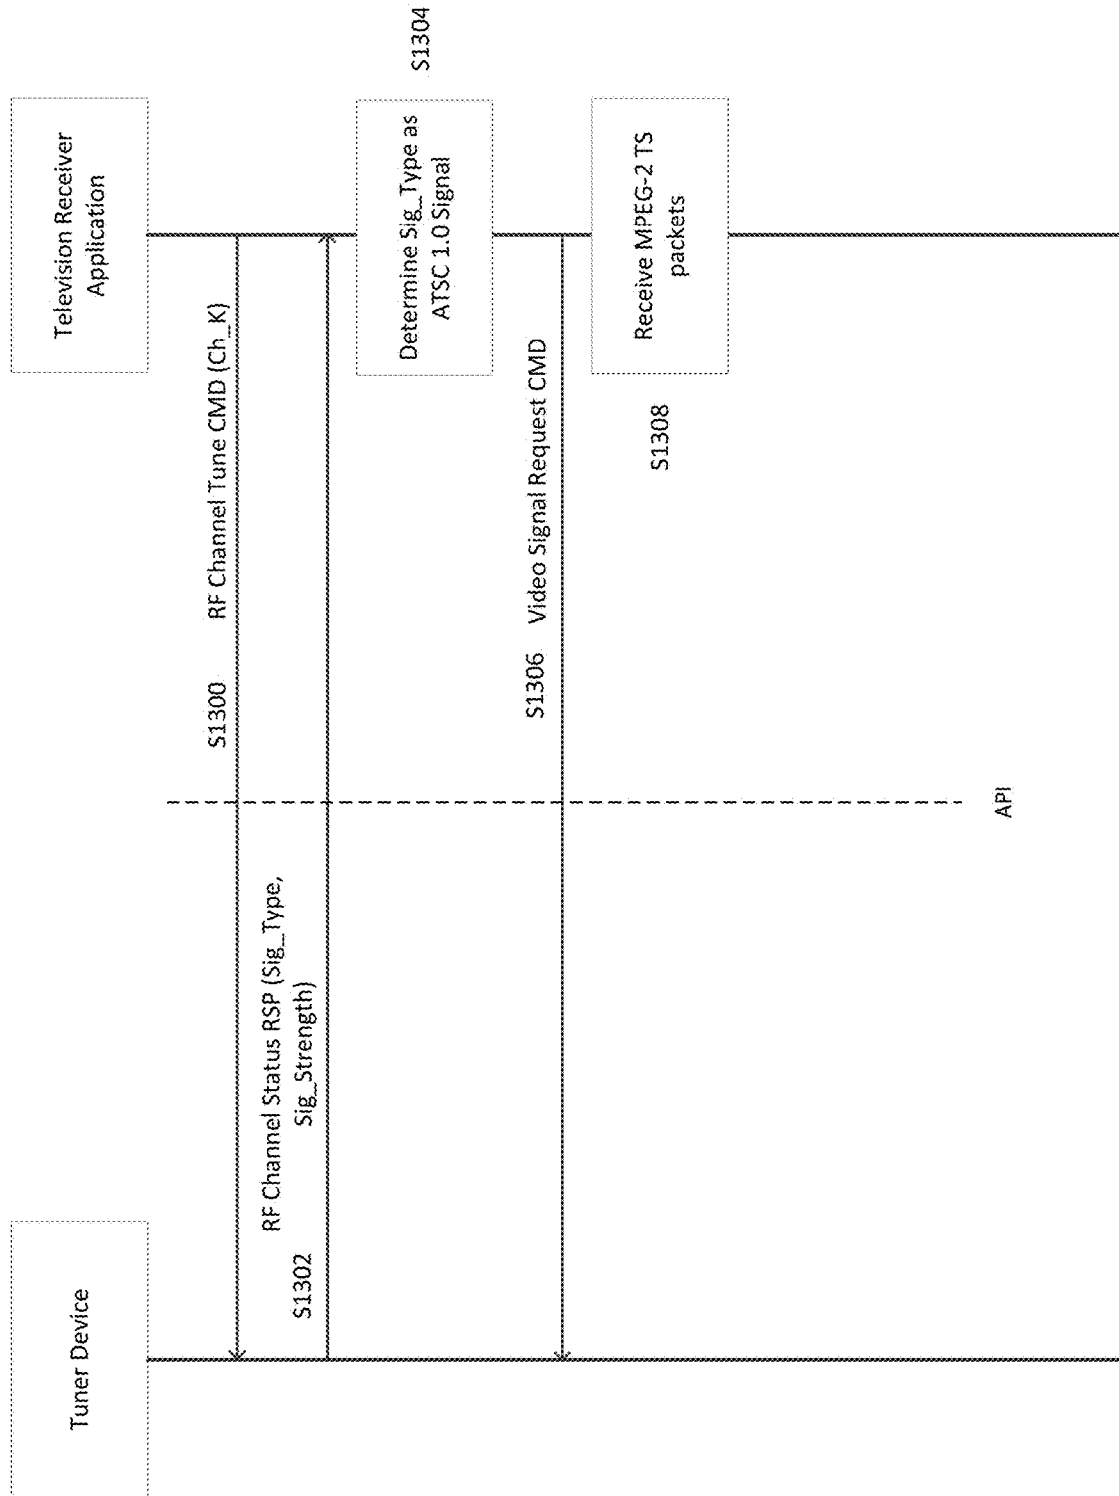 Tuner Device
Television Receiver
Application
S1300
RF Channel Tune CMD (Ch_K)
RF Channel Status RSP (Sig_Type,
Sig_Strength)
S1302
Determine Sig_Type as
ATSC 1.0 Signal
S1304
S1306
Video Signal Request CMD
Receive MPEG-2 TS
packets
S1308
API